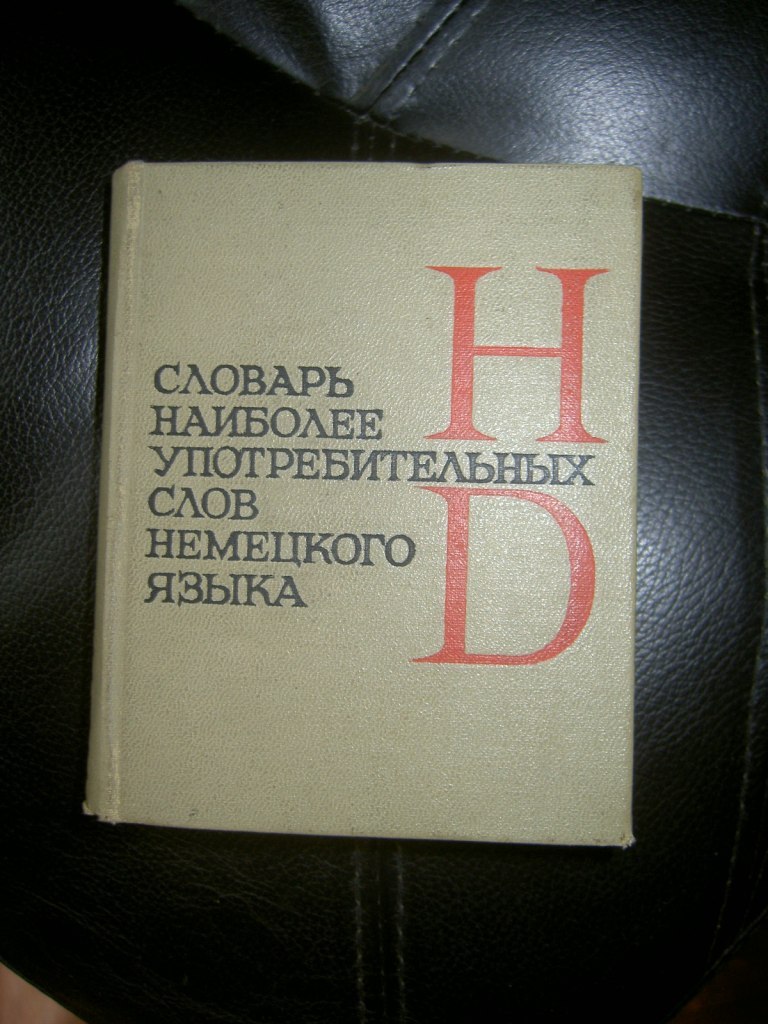 Н
СЛОВАРЬ
НАИБОЛЕЕ
УПОТРЕБИТЕЛЬНЫХ
СЛОВ
НЕМЕЦКОГО
ЯЗЫКА
D